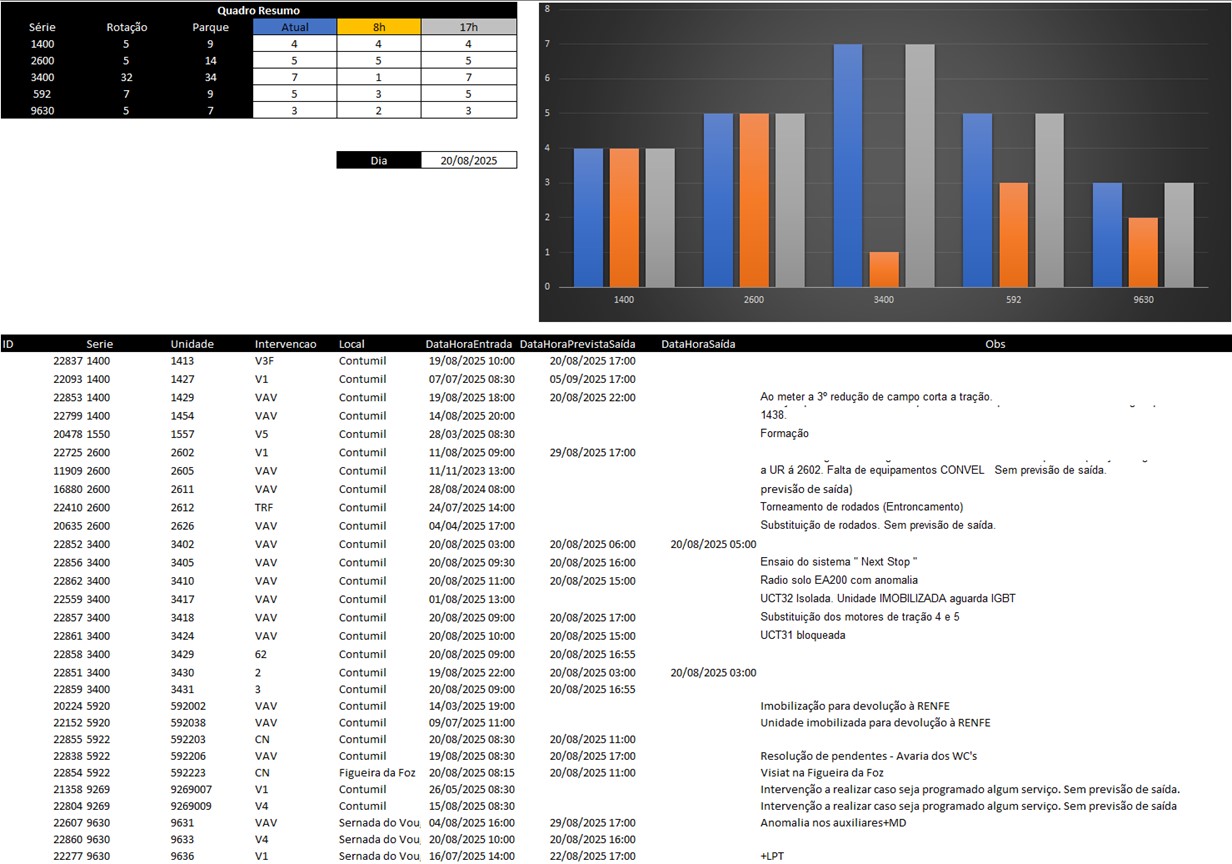 Quadro Resumo
Série Rotação Parque Atual 8h 17h
1400 5 9 4 4 4
2600 5 14 5 5 5
3400 32 34 7 1 7
592 7 9 5 3 5
9630 5 7 3 2 3
Dia 20/08/2025
8
7
6
5
4
3
2
1
0
1400 2600 3400 592 9630
ID Serie Unidade Intervencao Local DataHoraEntrada DataHoraPrevistaSaída DataHoraSaída Obs
22837 1400 1413 V3F Contumil 19/08/2025 10:00 20/08/2025 17:00
22093 1400 1427 V1 Contumil 07/07/2025 08:30 05/09/2025 17:00
22853 1400 1429 VAV Contumil 19/08/2025 18:00 20/08/2025 22:00 Ao meter a 3º redução de campo corta a tração.
22799 1400 1454 VAV Contumil 14/08/2025 20:00 1438.
20478 1550 1557 V5 Contumil 28/03/2025 08:30 Formação
22725 2600 2602 V1 Contumil 11/08/2025 09:00 29/08/2025 17:00
11909 2600 2605 VAV Contumil 11/11/2023 13:00 a UR á 2602. Falta de equipamentos CONVEL Sem previsão de saída.
16880 2600 2611 VAV Contumil 28/08/2024 08:00 previsão de saída)
22410 2600 2612 TRF Contumil 24/07/2025 14:00 Torneamento de rodados (Entroncamento)
20635 2600 2626 VAV Contumil 04/04/2025 17:00 Substituição de rodados. Sem previsão de saída.
22852 3400 3402 VAV Contumil 20/08/2025 03:00 20/08/2025 06:00 20/08/2025 05:00
22856 3400 3405 VAV Contumil 20/08/2025 09:30 20/08/2025 16:00 Ensaio do sistema " Next Stop "
22862 3400 3410 VAV Contumil 20/08/2025 11:00 20/08/2025 15:00 Radio solo EA200 com anomalia
22559 3400 3417 VAV Contumil 01/08/2025 13:00 UCT32 Isolada. Unidade IMOBILIZADA aguarda IGBT
22857 3400 3418 VAV Contumil 20/08/2025 09:00 20/08/2025 17:00 Substituição dos motores de tração 4 e 5
22861 3400 3424 VAV Contumil 20/08/2025 10:00 20/08/2025 15:00 UCT31 bloqueada
22858 3400 3429 62 Contumil 20/08/2025 09:00 20/08/2025 16:55
22851 3400 3430 2 Contumil 19/08/2025 22:00 20/08/2025 03:00 20/08/2025 03:00
22859 3400 3431 3 Contumil 20/08/2025 09:00 20/08/2025 16:55
20224 5920 592002 VAV Contumil 14/03/2025 19:00 Imobilização para devolução à RENFE
22152 5920 592038 VAV Contumil 09/07/2025 11:00 Unidade imobilizada para devolução à RENFE
22855 5922 592203 CN Contumil 20/08/2025 08:30 20/08/2025 11:00
22838 5922 592206 VAV Contumil 19/08/2025 08:30 20/08/2025 17:00 Resolução de pendentes - Avaria dos WC's
22854 5922 592223 CN Figueira da Foz 20/08/2025 08:15 20/08/2025 11:00 Visiat na Figueira da Foz
21358 9269 9269007 V1 Contumil 26/05/2025 08:30 Intervenção a realizar caso seja programado algum serviço. Sem previsão de saída.
22804 9269 9269009 V4 Contumil 15/08/2025 08:30 Intervenção a realizar caso seja programado algum serviço. Sem previsão de saída
22607 9630 9631 VAV Sernada do Vou 04/08/2025 16:00 29/08/2025 17:00 Anomalia nos auxiliares+MD
22860 9630 9633 V4 Sernada do Vou 20/08/2025 10:00 20/08/2025 16:00
22277 9630 9636 V1 Sernada do Vou 16/07/2025 14:00 22/08/2025 17:00 +LPT